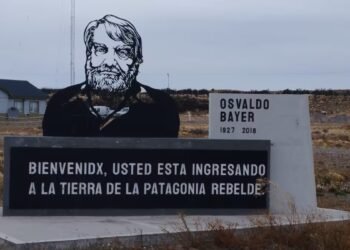 OSVALDO
BAYER
1927 2018
BIENVENIDX, USTED ESTA INGRESANDO
A LA TIERRA DE LA PATAGONIA REBELDE.